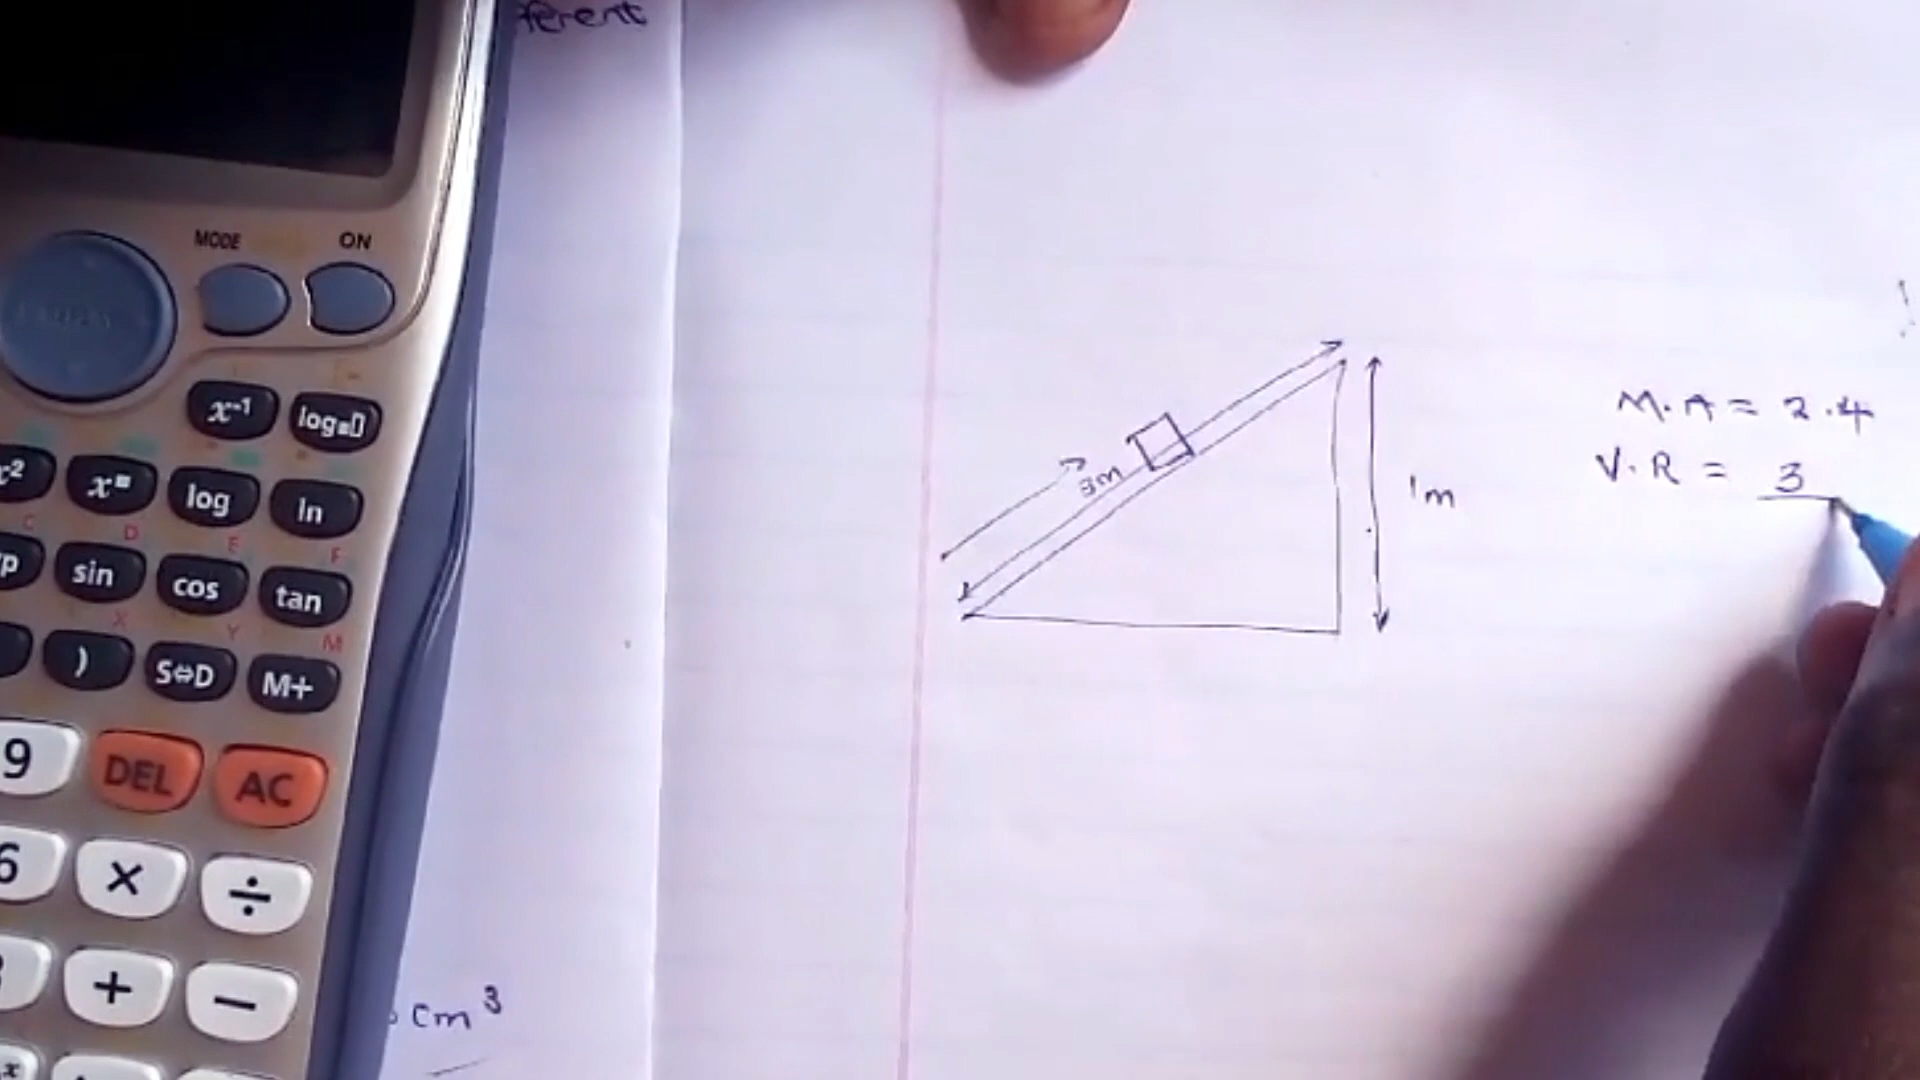 ferent
MODE ON
x⁻¹ log
x² x■ log ln
C D E F
sin cos tan
X Y M
) S⇔D M+
9 DEL AC
6 × ÷
+ −
x
cm³
3m
1m
M.A = 2.4
V.R = 3